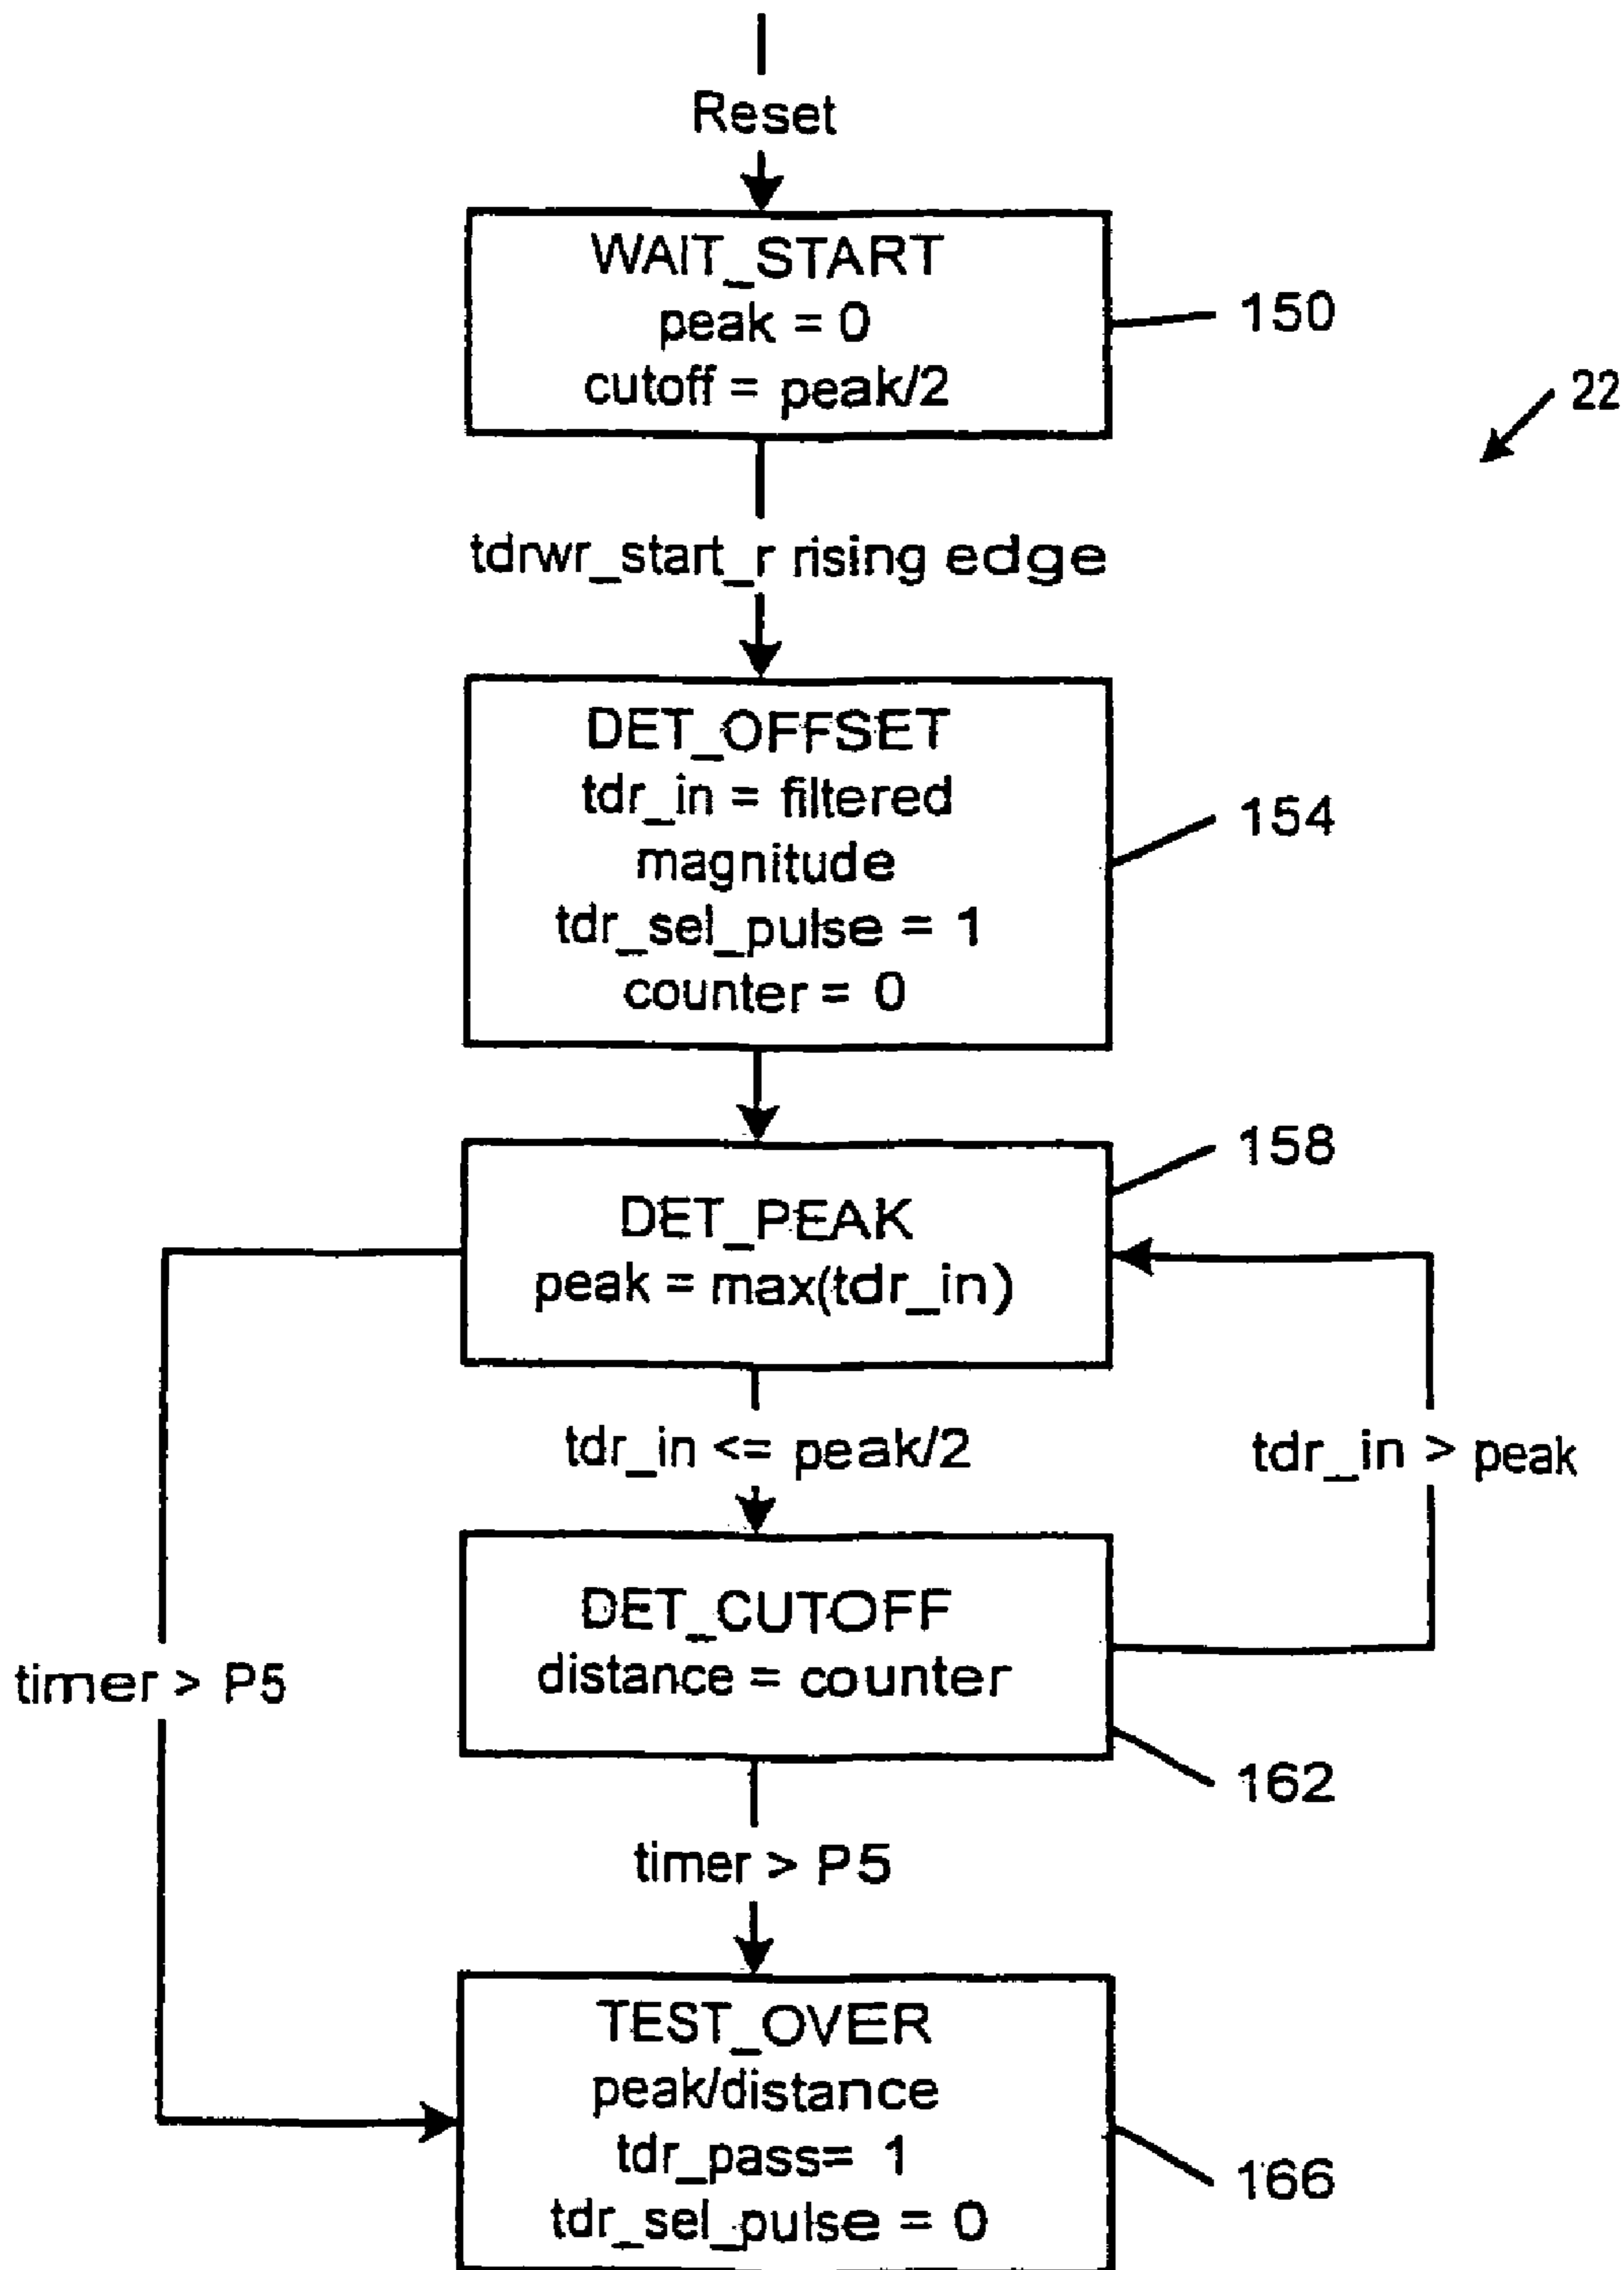 Reset
WAIT_START
peak = 0
cutoff = peak/2
150
22
tdrwr_start_r rising edge
DET_OFFSET
tdr_in = filtered
magnitude
tdr_sel_pulse = 1
counter = 0
154
158
DET_PEAK
peak = max(tdr_in)
tdr_in <= peak/2
tdr_in > peak
DET_CUTOFF
distance = counter
timer > P5
162
timer > P5
TEST_OVER
peak/distance
tdr_pass= 1
tdr_sel_pulse = 0
166